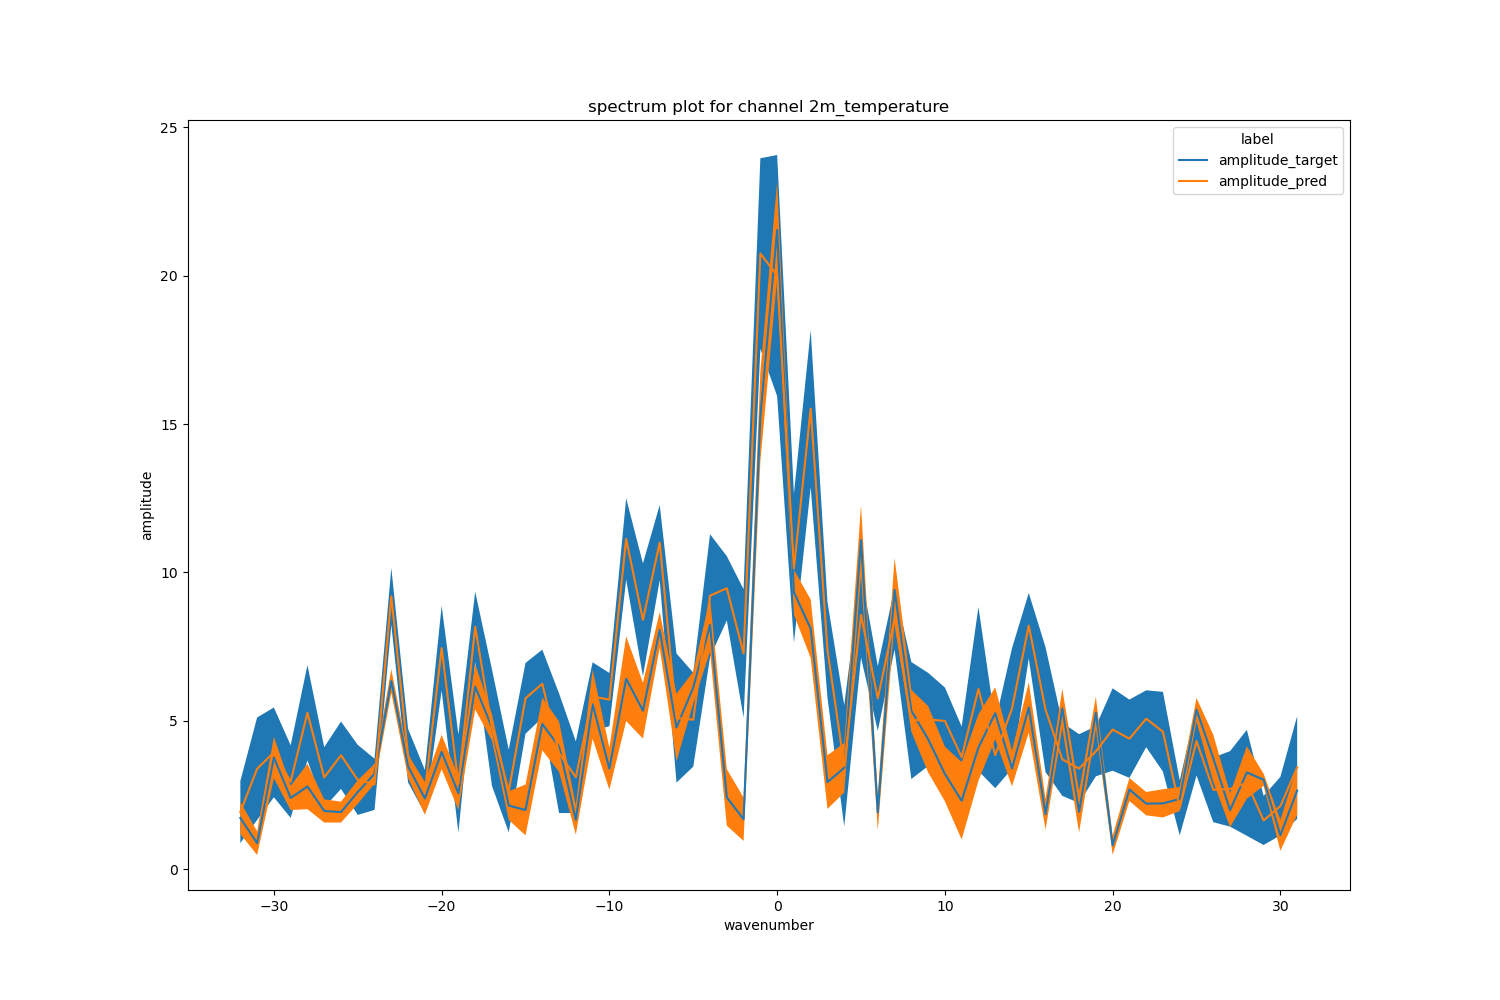 spectrum plot for channel 2m_temperature
label
amplitude_target
amplitude_pred
25
20
15
10
5
0
amplitude
−30
−20
−10
0
10
20
30
wavenumber